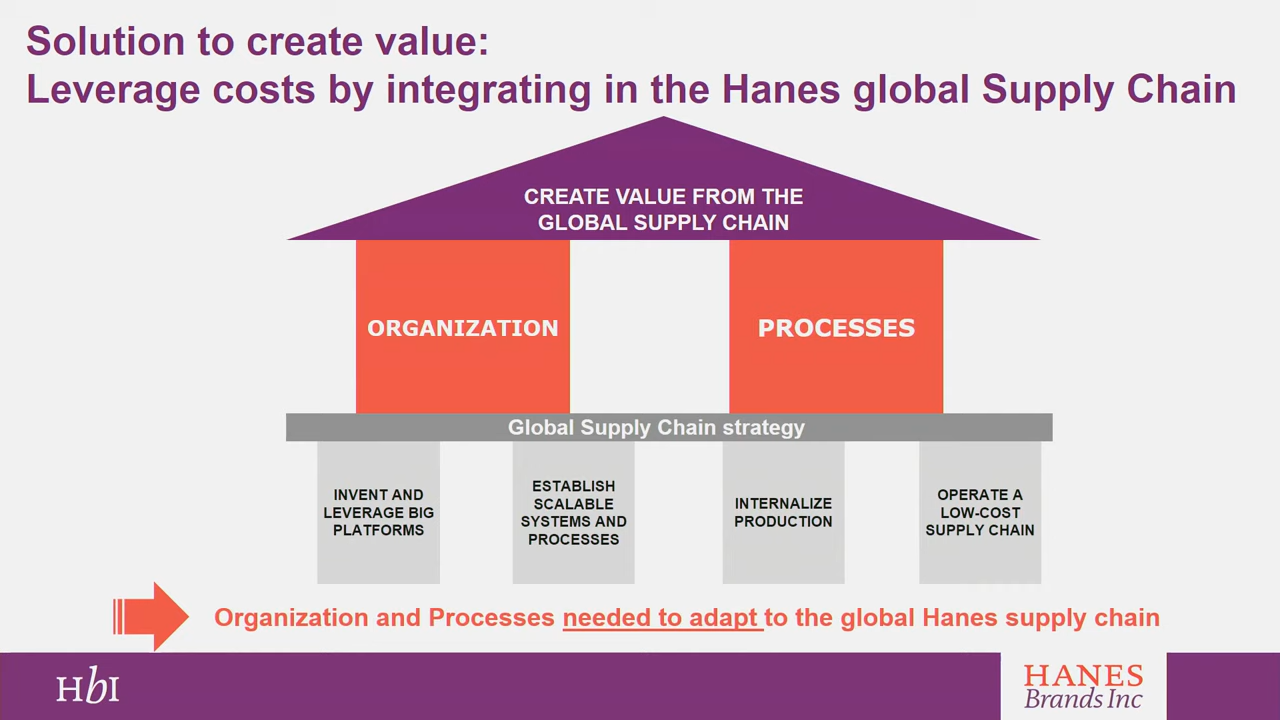 Solution to create value:
Leverage costs by integrating in the Hanes global Supply Chain
CREATE VALUE FROM THE
GLOBAL SUPPLY CHAIN
ORGANIZATION
PROCESSES
Global Supply Chain strategy
INVENT AND
LEVERAGE BIG
PLATFORMS
ESTABLISH
SCALABLE
SYSTEMS AND
PROCESSES
INTERNALIZE
PRODUCTION
OPERATE A
LOW-COST
SUPPLY CHAIN
Organization and Processes needed to adapt to the global Hanes supply chain
HbI
HANES
Brands Inc